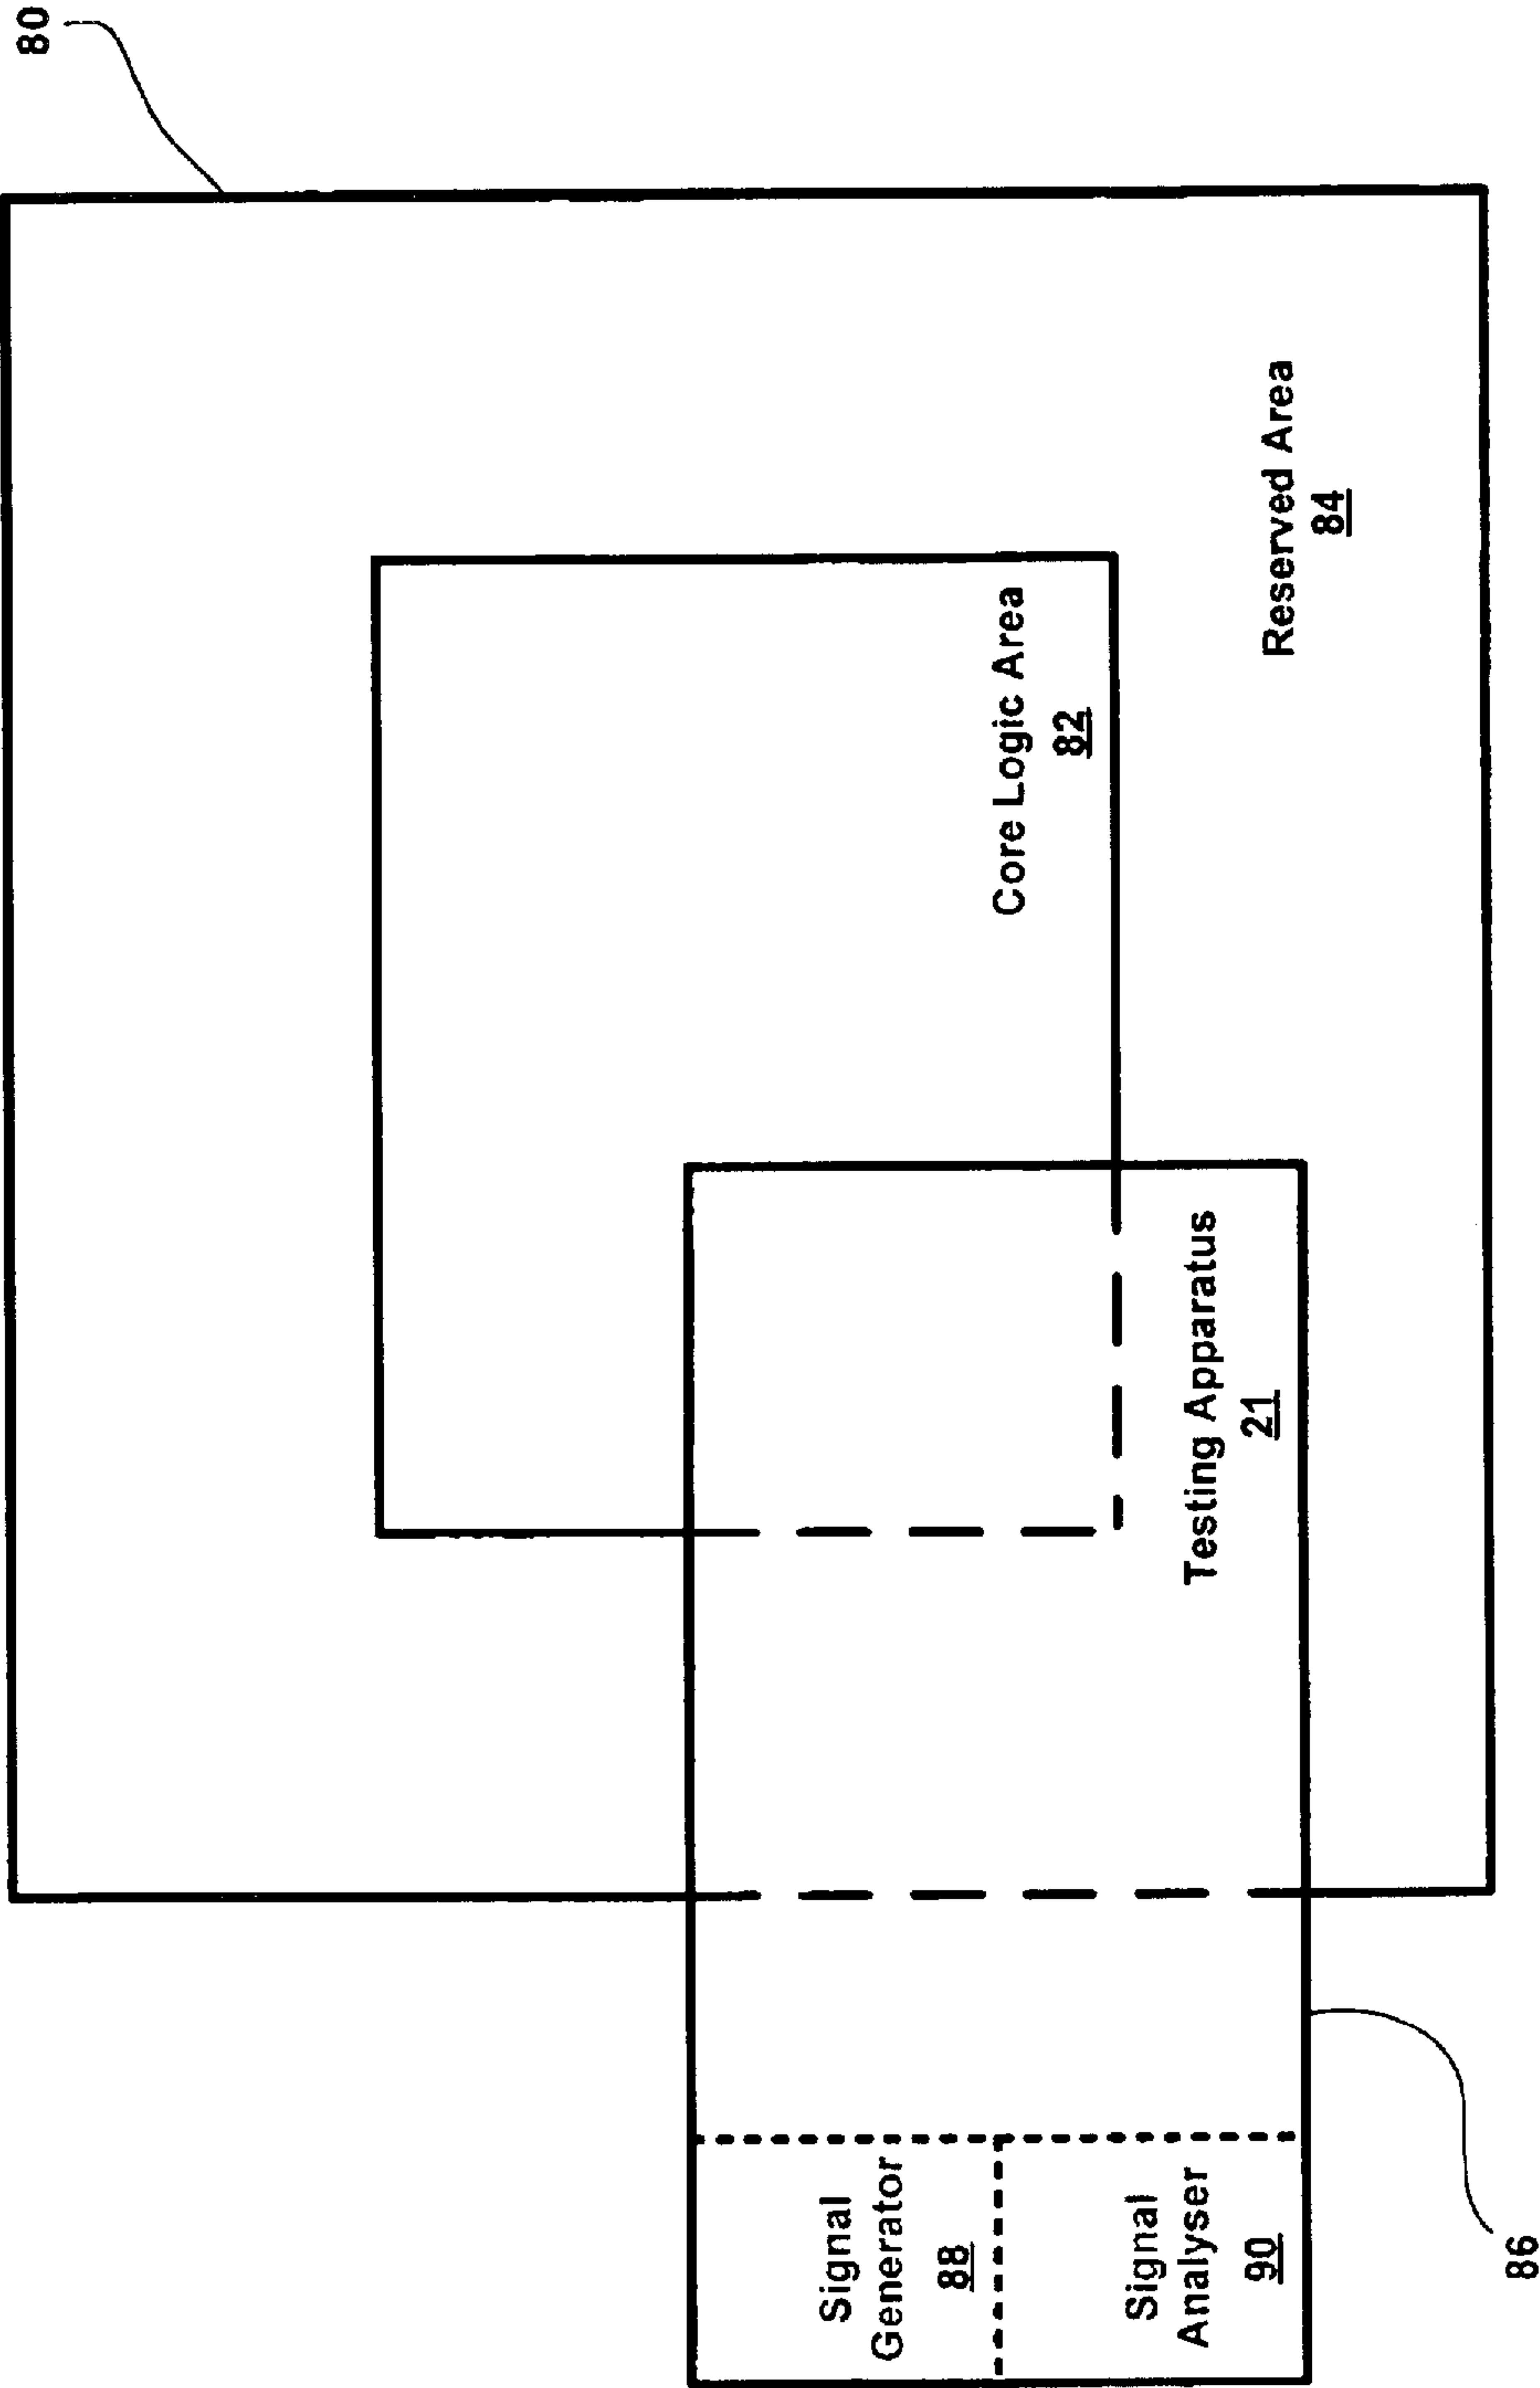 80
Reserved Area
84
Core Logic Area
82
Testing Apparatus
21
Signal
Generator
88
Signal
Analyser
90
86